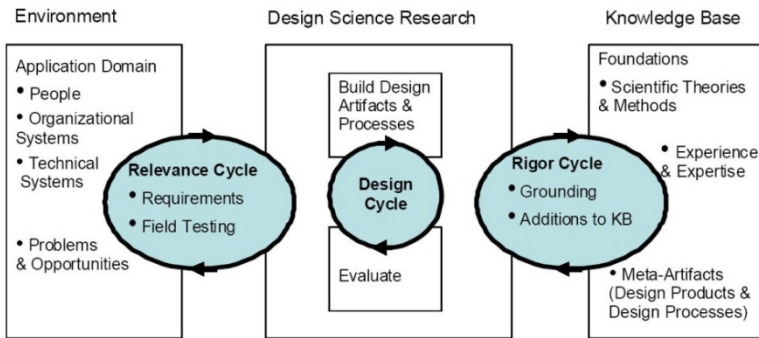 Environment
Design Science Research
Knowledge Base
Application Domain
• People
• Organizational
Systems
• Technical
Systems
• Problems
& Opportunities
Relevance Cycle
• Requirements
• Field Testing
Build Design
Artifacts &
Processes
Design
Cycle
Evaluate
Rigor Cycle
• Grounding
• Additions to KB
Foundations
• Scientific Theories
& Methods
• Experience
& Expertise
• Meta-Artifacts
(Design Products &
Design Processes)